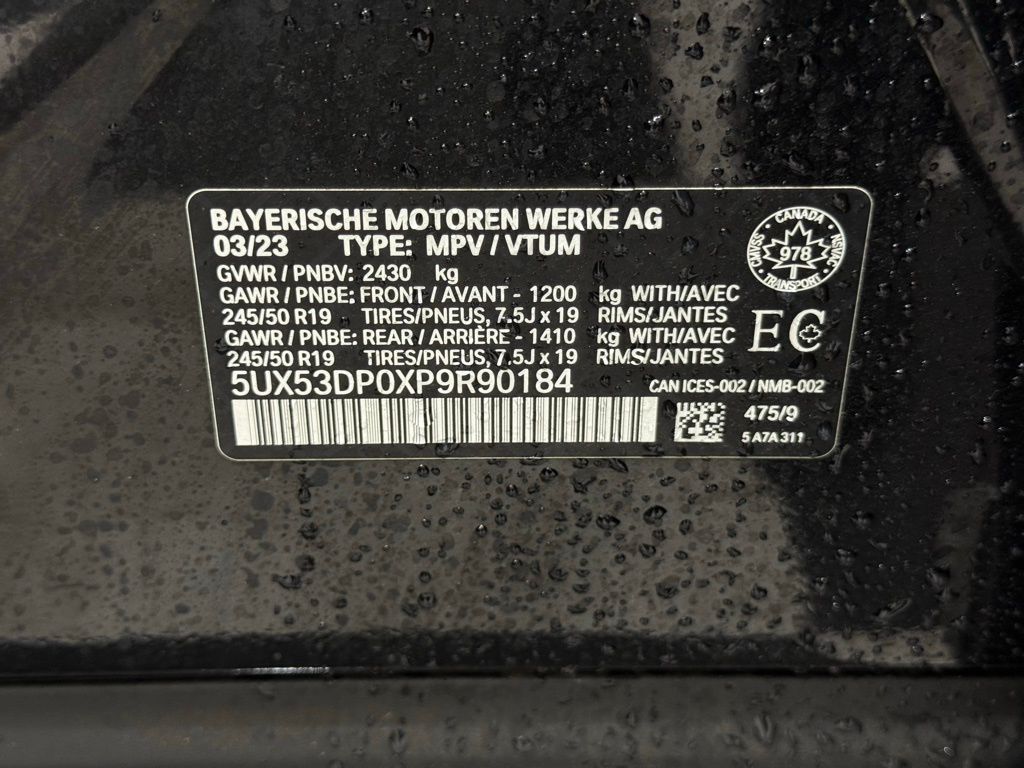 BAYERISCHE MOTOREN WERKE AG
03/23 TYPE: MPV / VTUM
GVWR / PNBV: 2430 kg
GAWR / PNBE: FRONT / AVANT - 1200 kg WITH/AVEC
245/50 R19 TIRES/PNEUS, 7.5J x 19 RIMS/JANTES
GAWR / PNBE: REAR / ARRIÈRE - 1410 kg WITH/AVEC
245/50 R19 TIRES/PNEUS, 7.5J x 19 RIMS/JANTES
5UX53DP0XP9R90184
CANADA
CMVSS 978 NSVAC
TRANSPORT
EC
CAN ICES-002 / NMB-002
475/9
5 A7A 311